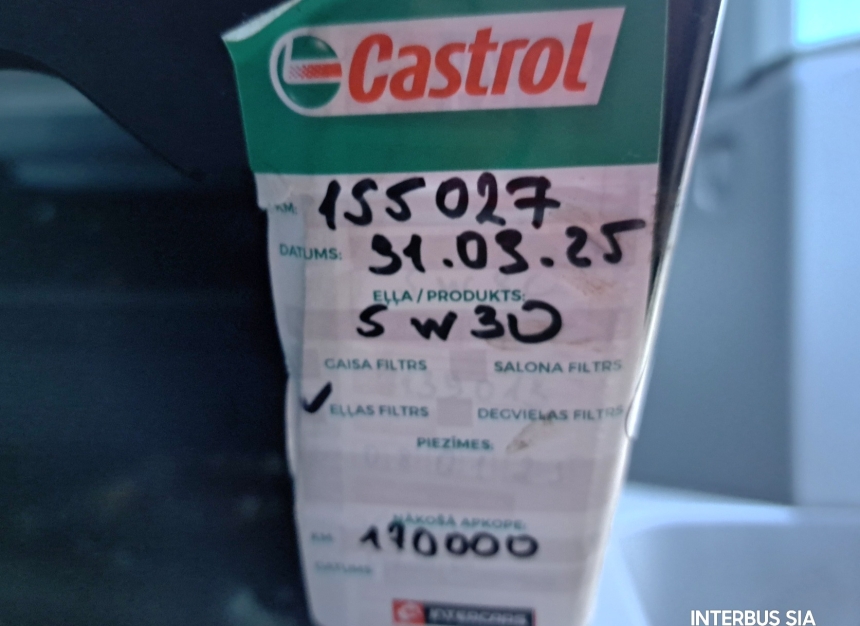 Castrol
KM: 155027
DATUMS: 31.03.25
EĻĻA / PRODUKTS:
5W30
GAISA FILTRS SALONA FILTRS
✓ EĻĻAS FILTRS DEGVIELAS FILTRS
PIEZĪMES:
NĀKOŠĀ APKOPE:
KM 170000
DATUMS
INTERCARS
INTERBUS SIA